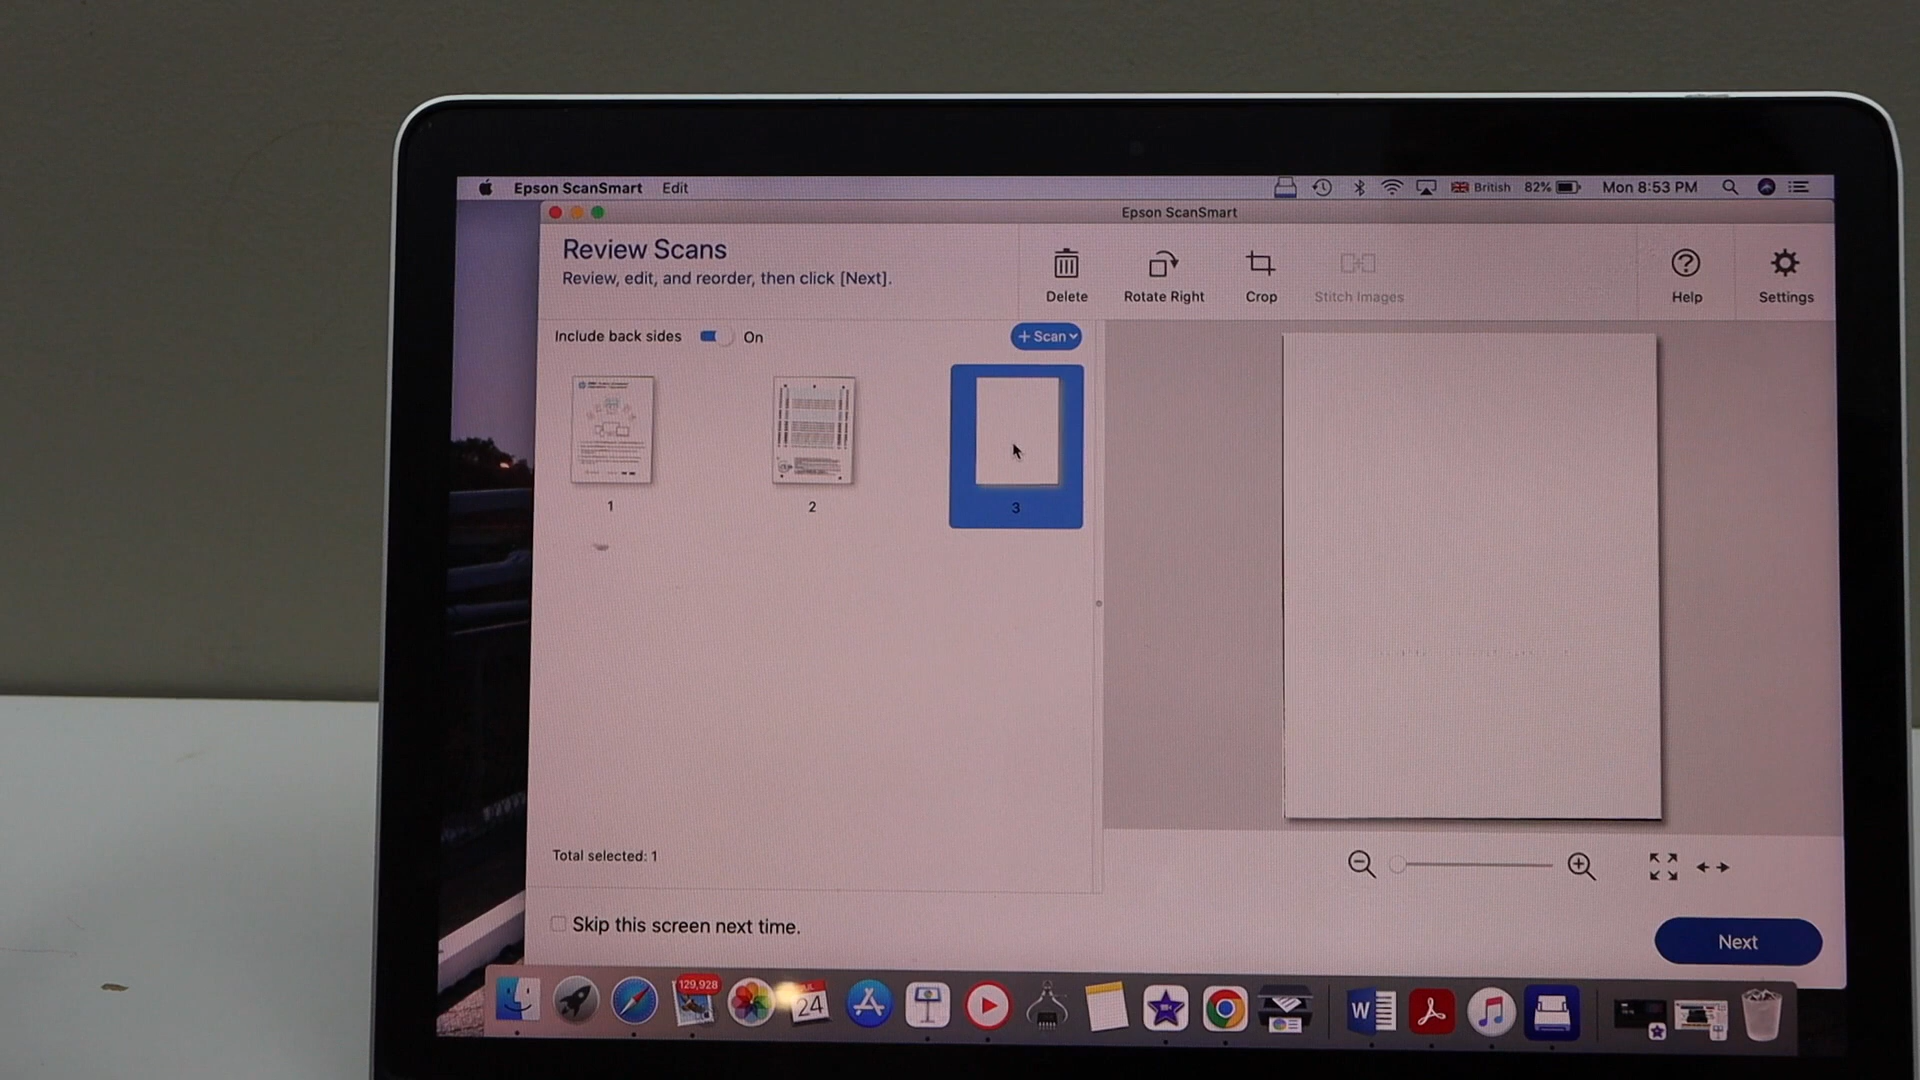 Epson ScanSmart Edit British 82% Mon 8:53 PM
Epson ScanSmart
Review Scans
Review, edit, and reorder, then click [Next].
Delete Rotate Right Crop Stitch Images Help Settings
Include back sides On + Scan
1 2 3
Total selected: 1
Skip this screen next time.
Next
129,928
JUL
24
W